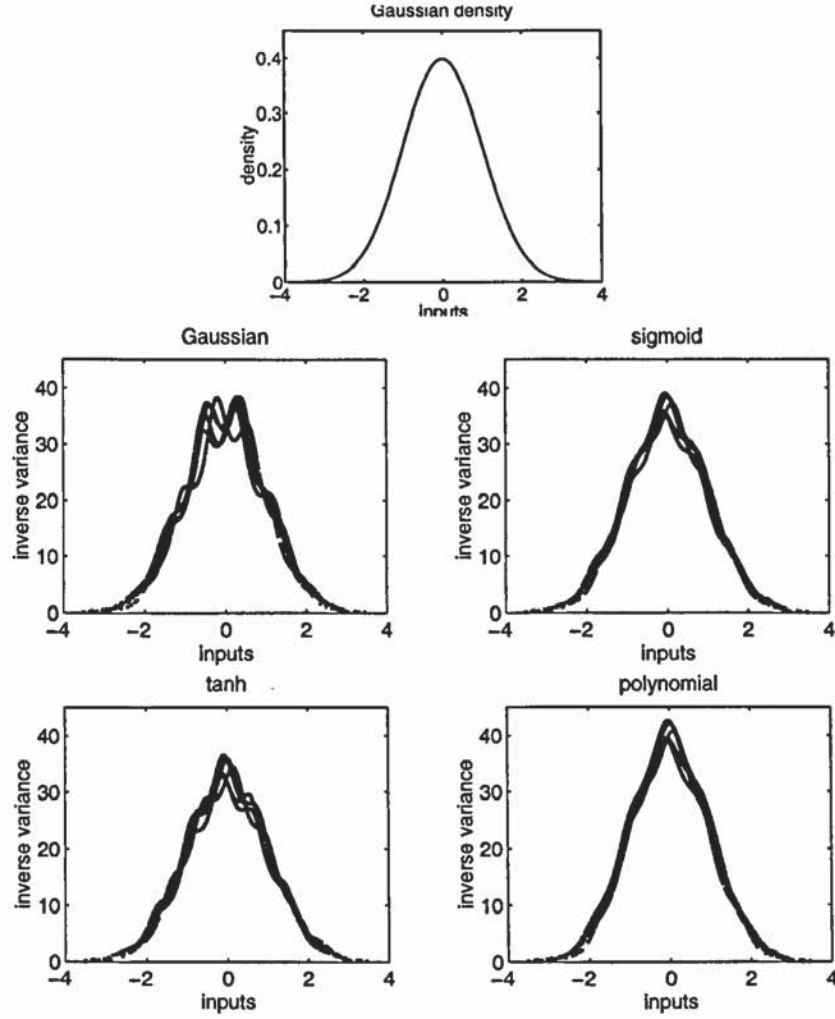 Gaussian density
0.4
0.3
0.2
0.1
0
density
-4 -2 0 2 4
inputs
Gaussian
40
30
20
10
0
inverse variance
-4 -2 0 2 4
inputs
sigmoid
40
30
20
10
0
inverse variance
-4 -2 0 2 4
inputs
tanh
40
30
20
10
0
inverse variance
-4 -2 0 2 4
inputs
polynomial
40
30
20
10
0
inverse variance
-4 -2 0 2 4
inputs